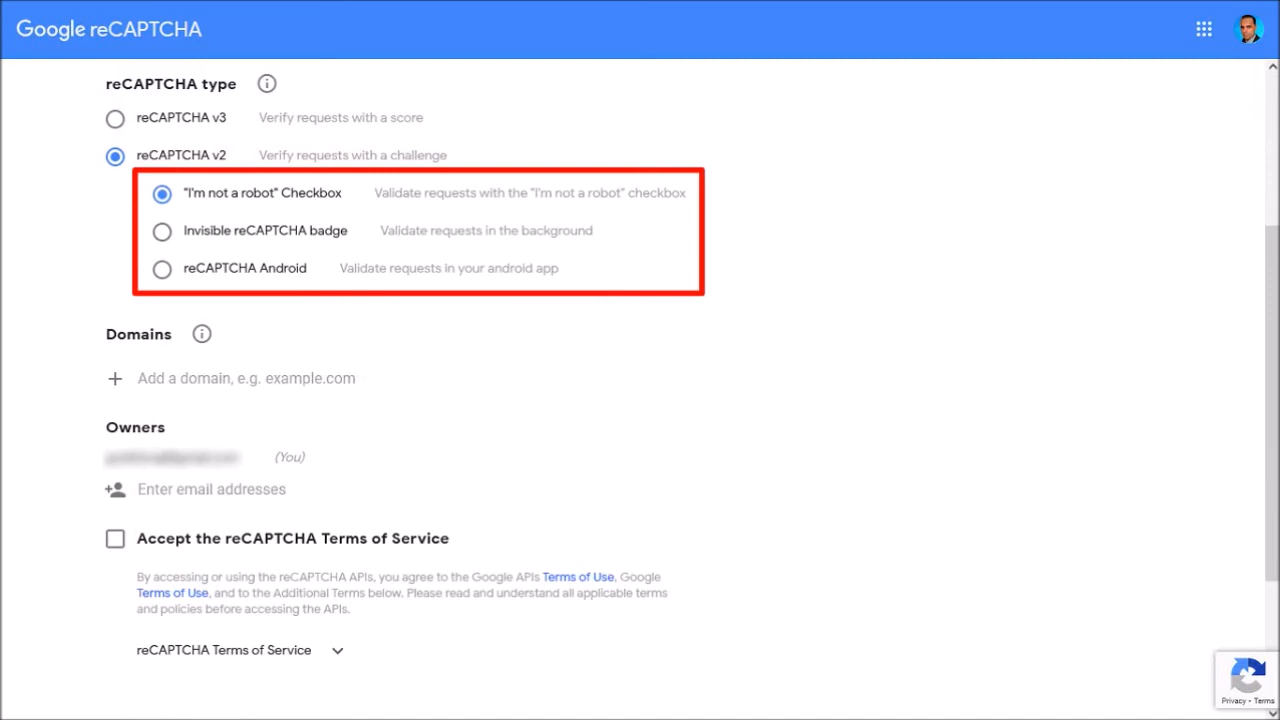 Google reCAPTCHA
reCAPTCHA type
reCAPTCHA v3 Verify requests with a score
reCAPTCHA v2 Verify requests with a challenge
"I'm not a robot" Checkbox Validate requests with the "I'm not a robot" checkbox
Invisible reCAPTCHA badge Validate requests in the background
reCAPTCHA Android Validate requests in your android app
Domains
Add a domain, e.g. example.com
Owners
(You)
Enter email addresses
Accept the reCAPTCHA Terms of Service
By accessing or using the reCAPTCHA APIs, you agree to the Google APIs Terms of Use, Google
Terms of Use, and to the Additional Terms below. Please read and understand all applicable terms
and policies before accessing the APIs.
reCAPTCHA Terms of Service
Privacy - Terms